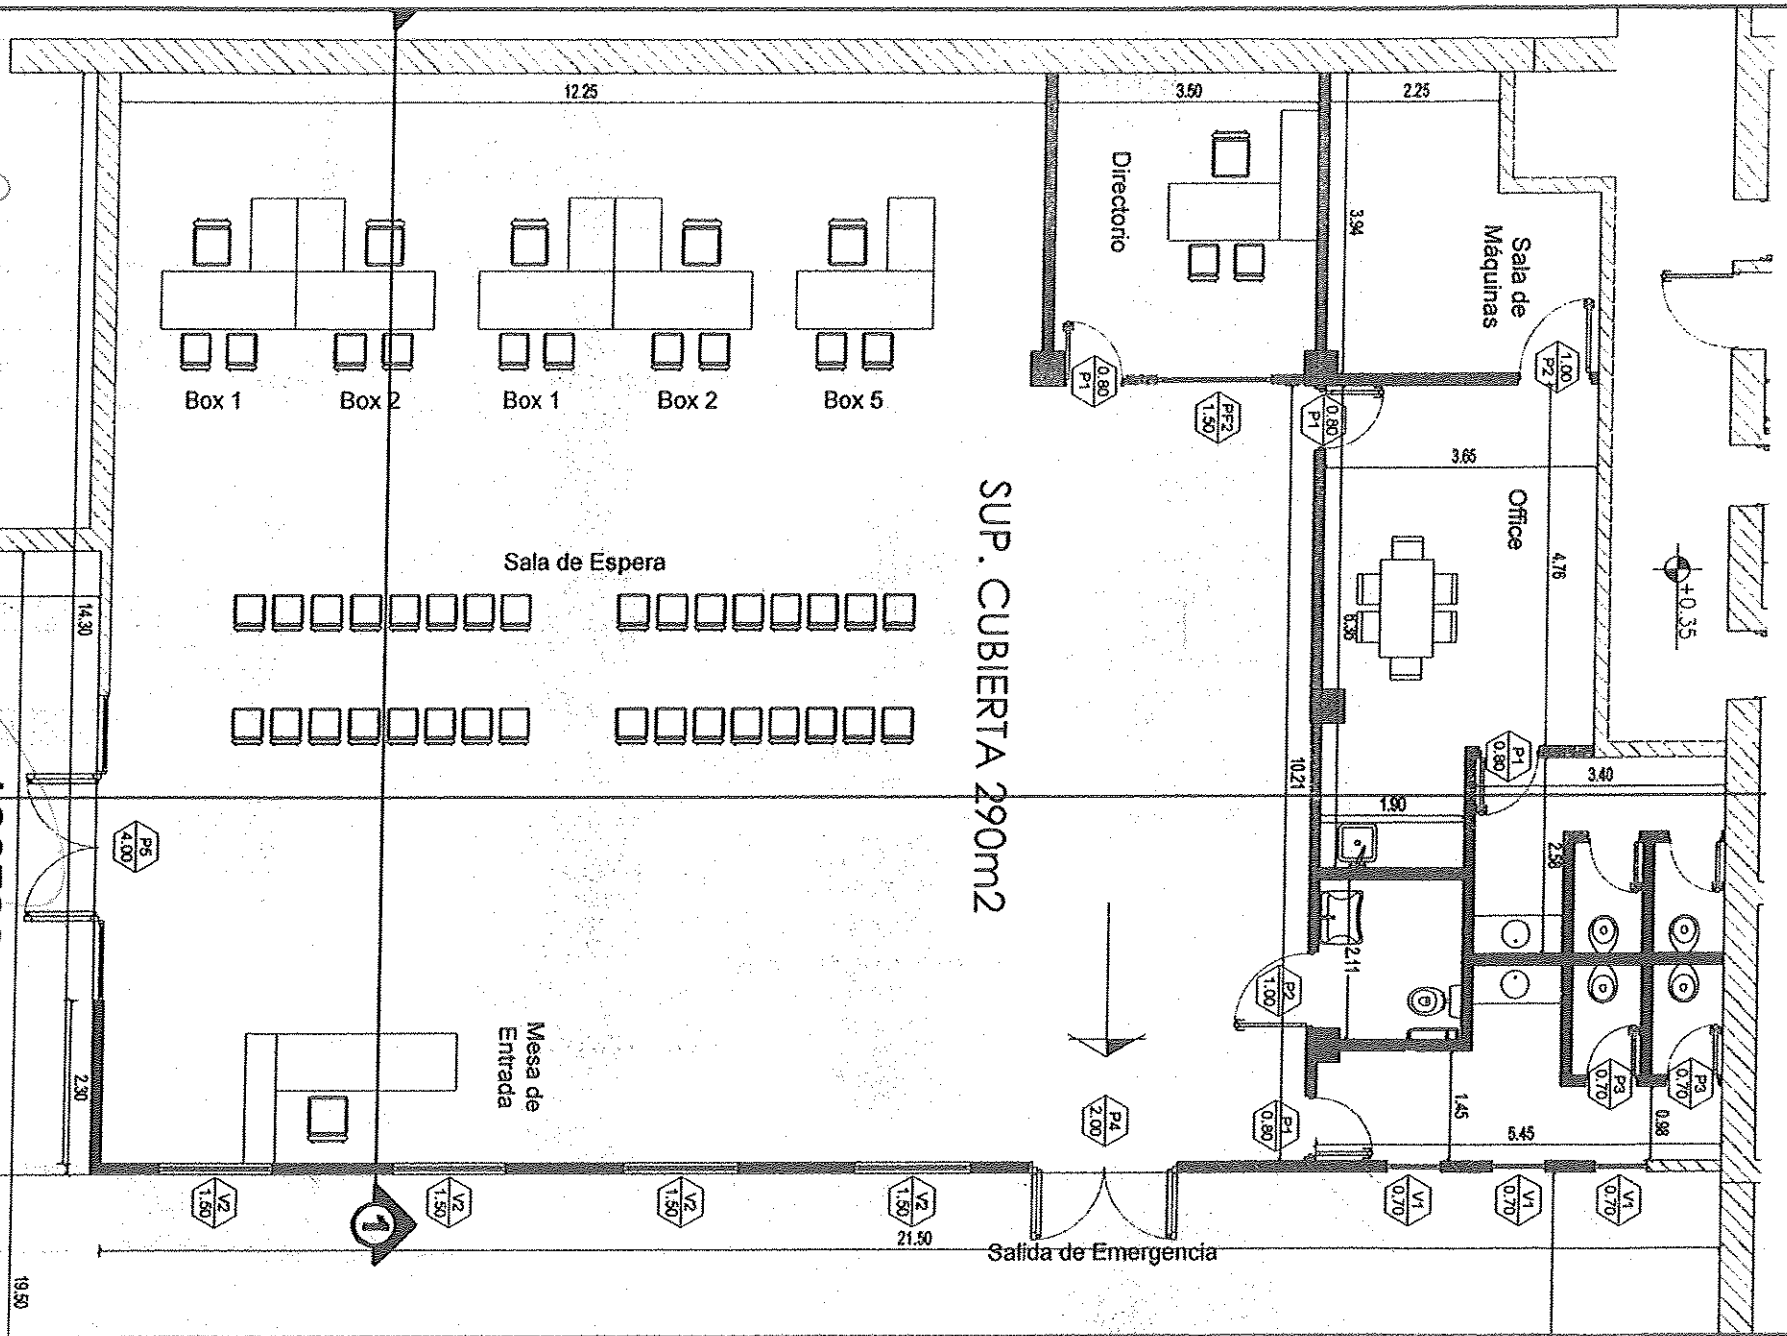 12.25
3.50
2.25
Directorio
3.94
Sala de
Máquinas
0.80
P1
PF2
1.50
0.80
P1
1.00
P2
Box 1
Box 2
Box 1
Box 2
Box 5
3.65
Office
4.76
6.36
+0.35
Sala de Espera
SUP. CUBIERTA 290m2
14.30
10.21
P1
0.80
3.40
1.90
2.58
P5
4.00
2.11
P2
1.00
Mesa de
Entrada
2.30
P4
2.00
P1
0.80
1.45
5.45
0.98
P3
0.70
P3
0.70
V2
1.50
1
V2
1.50
V2
1.50
V2
1.50
V1
0.70
V1
0.70
V1
0.70
21.50
Salida de Emergencia
19.50